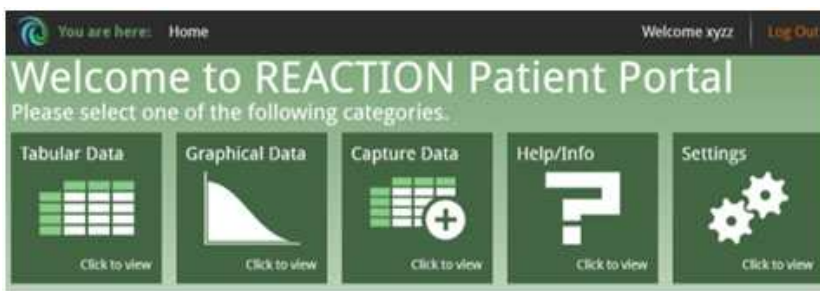 You are here: Home Welcome xyzz Log Out
Welcome to REACTION Patient Portal
Please select one of the following categories.
Tabular Data Graphical Data Capture Data Help/Info Settings
Click to view Click to view Click to view Click to view Click to view